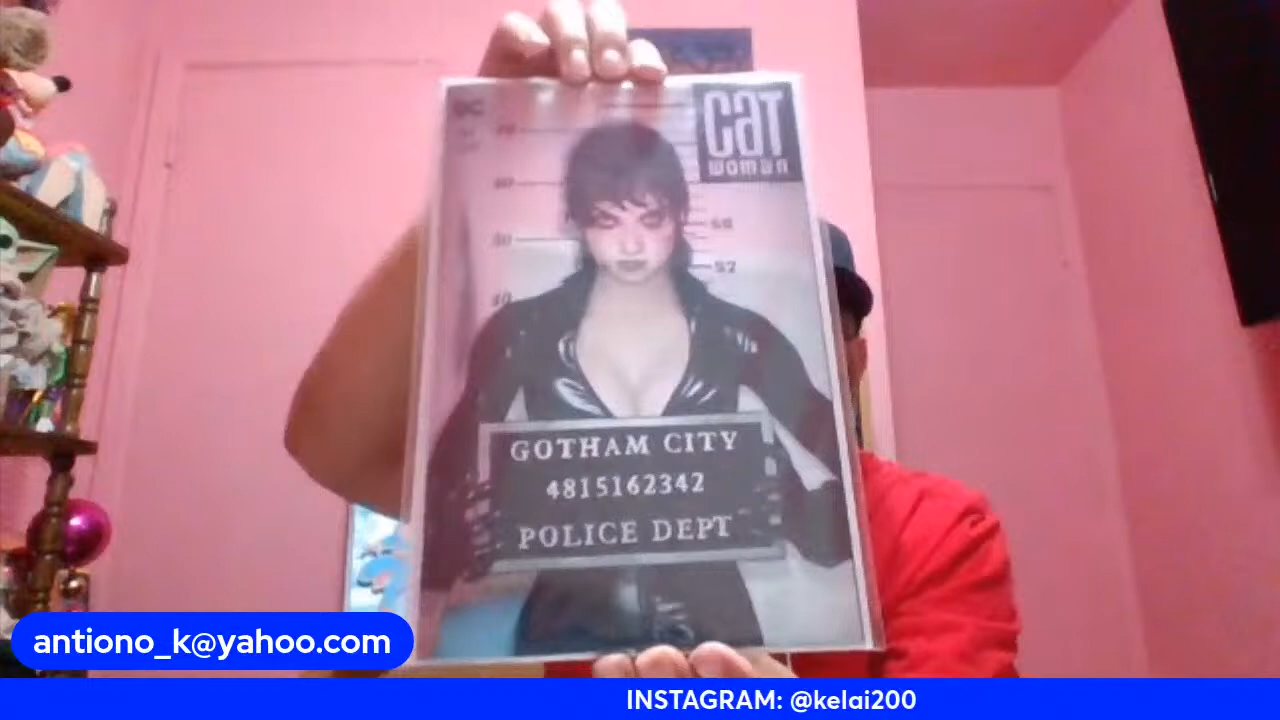 DC
CAT
WOMAN
GOTHAM CITY
4815162342
POLICE DEPT
antiono_k@yahoo.com
INSTAGRAM: @kelai200